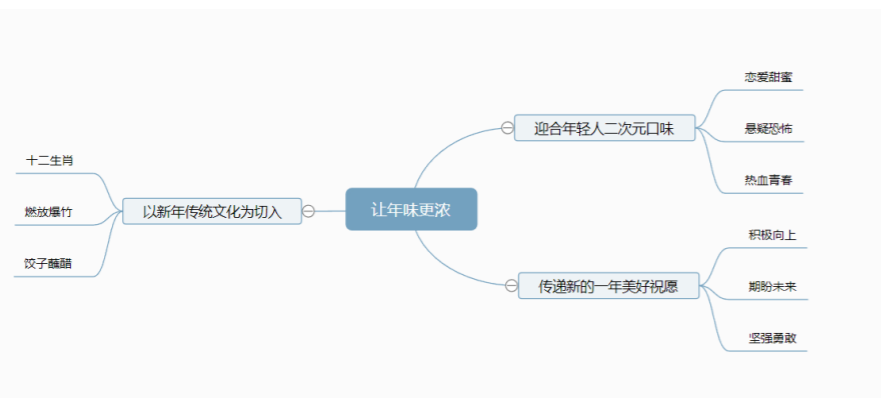 让年味更浓
迎合年轻人二次元口味
恋爱甜蜜
悬疑恐怖
热血青春
传递新的一年美好祝愿
积极向上
期盼未来
坚强勇敢
以新年传统文化为切入
十二生肖
燃放爆竹
饺子蘸醋